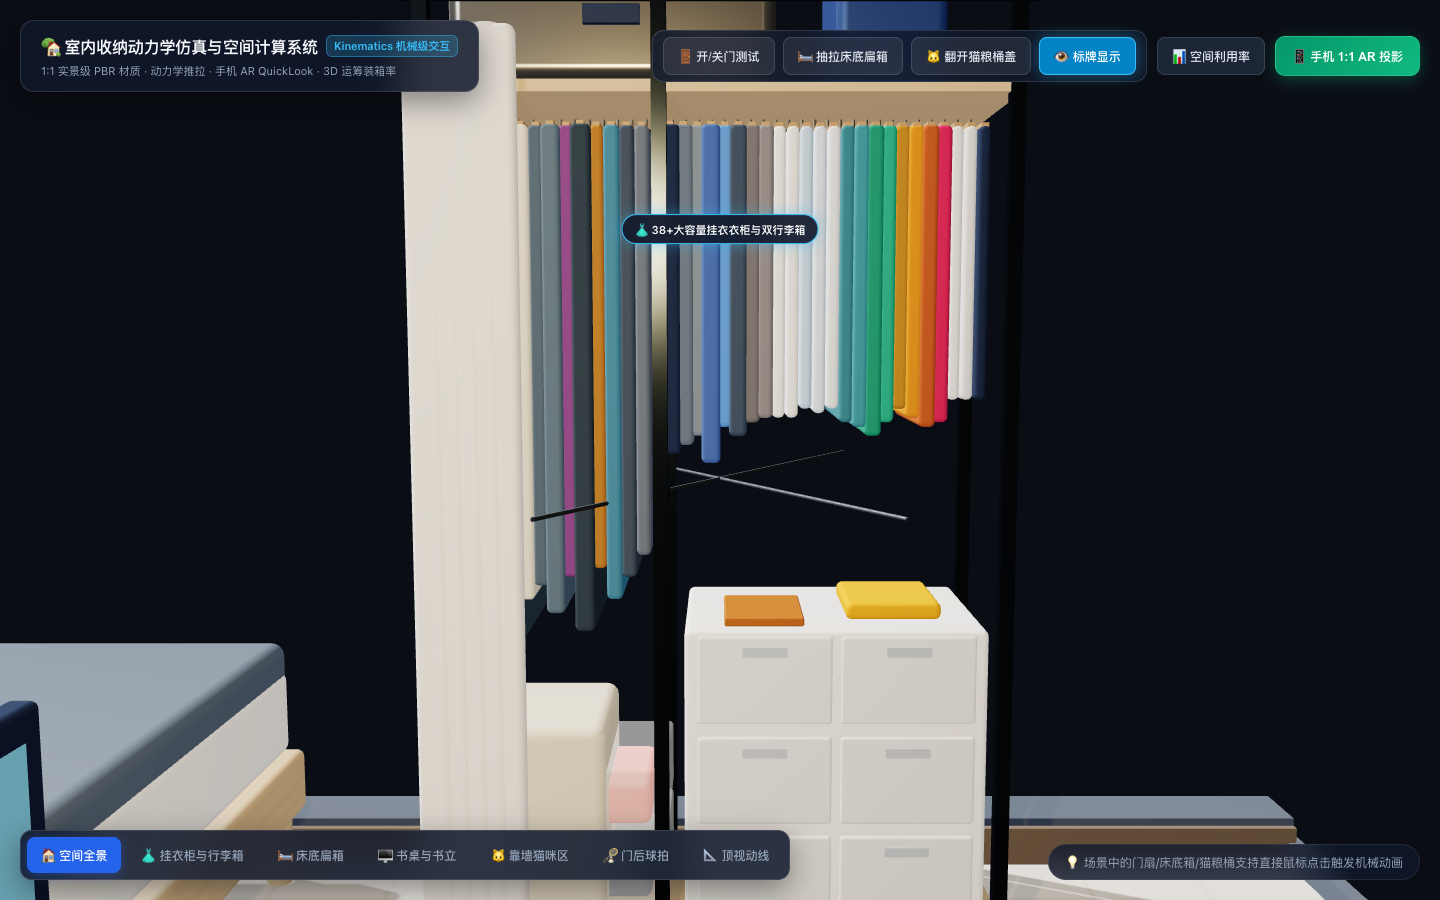 室内收纳动力学仿真与空间计算系统
Kinematics 机械级交互
1:1 实景级 PBR 材质 · 动力学推拉 · 手机 AR QuickLook · 3D 运筹装箱率
开/关门测试
抽拉床底扁箱
翻开猫粮桶盖
标牌显示
空间利用率
手机 1:1 AR 投影
38+大容量挂衣衣柜与双行李箱
空间全景
挂衣柜与行李箱
床底扁箱
书桌与书立
靠墙猫咪区
门后球拍
顶视动线
场景中的门扇/床底箱/猫粮桶支持直接鼠标点击触发机械动画